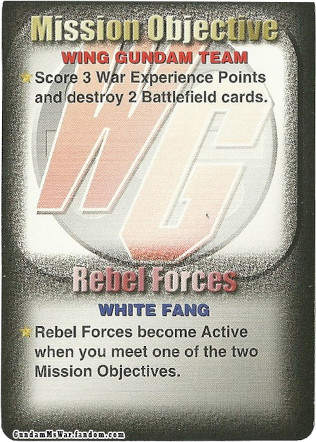 Mission Objective
WING GUNDAM TEAM
Score 3 War Experience Points
and destroy 2 Battlefield cards.
WG
Rebel Forces
WHITE FANG
Rebel Forces become Active
when you meet one of the two
Mission Objectives.
GundamMsWar.fandom.com